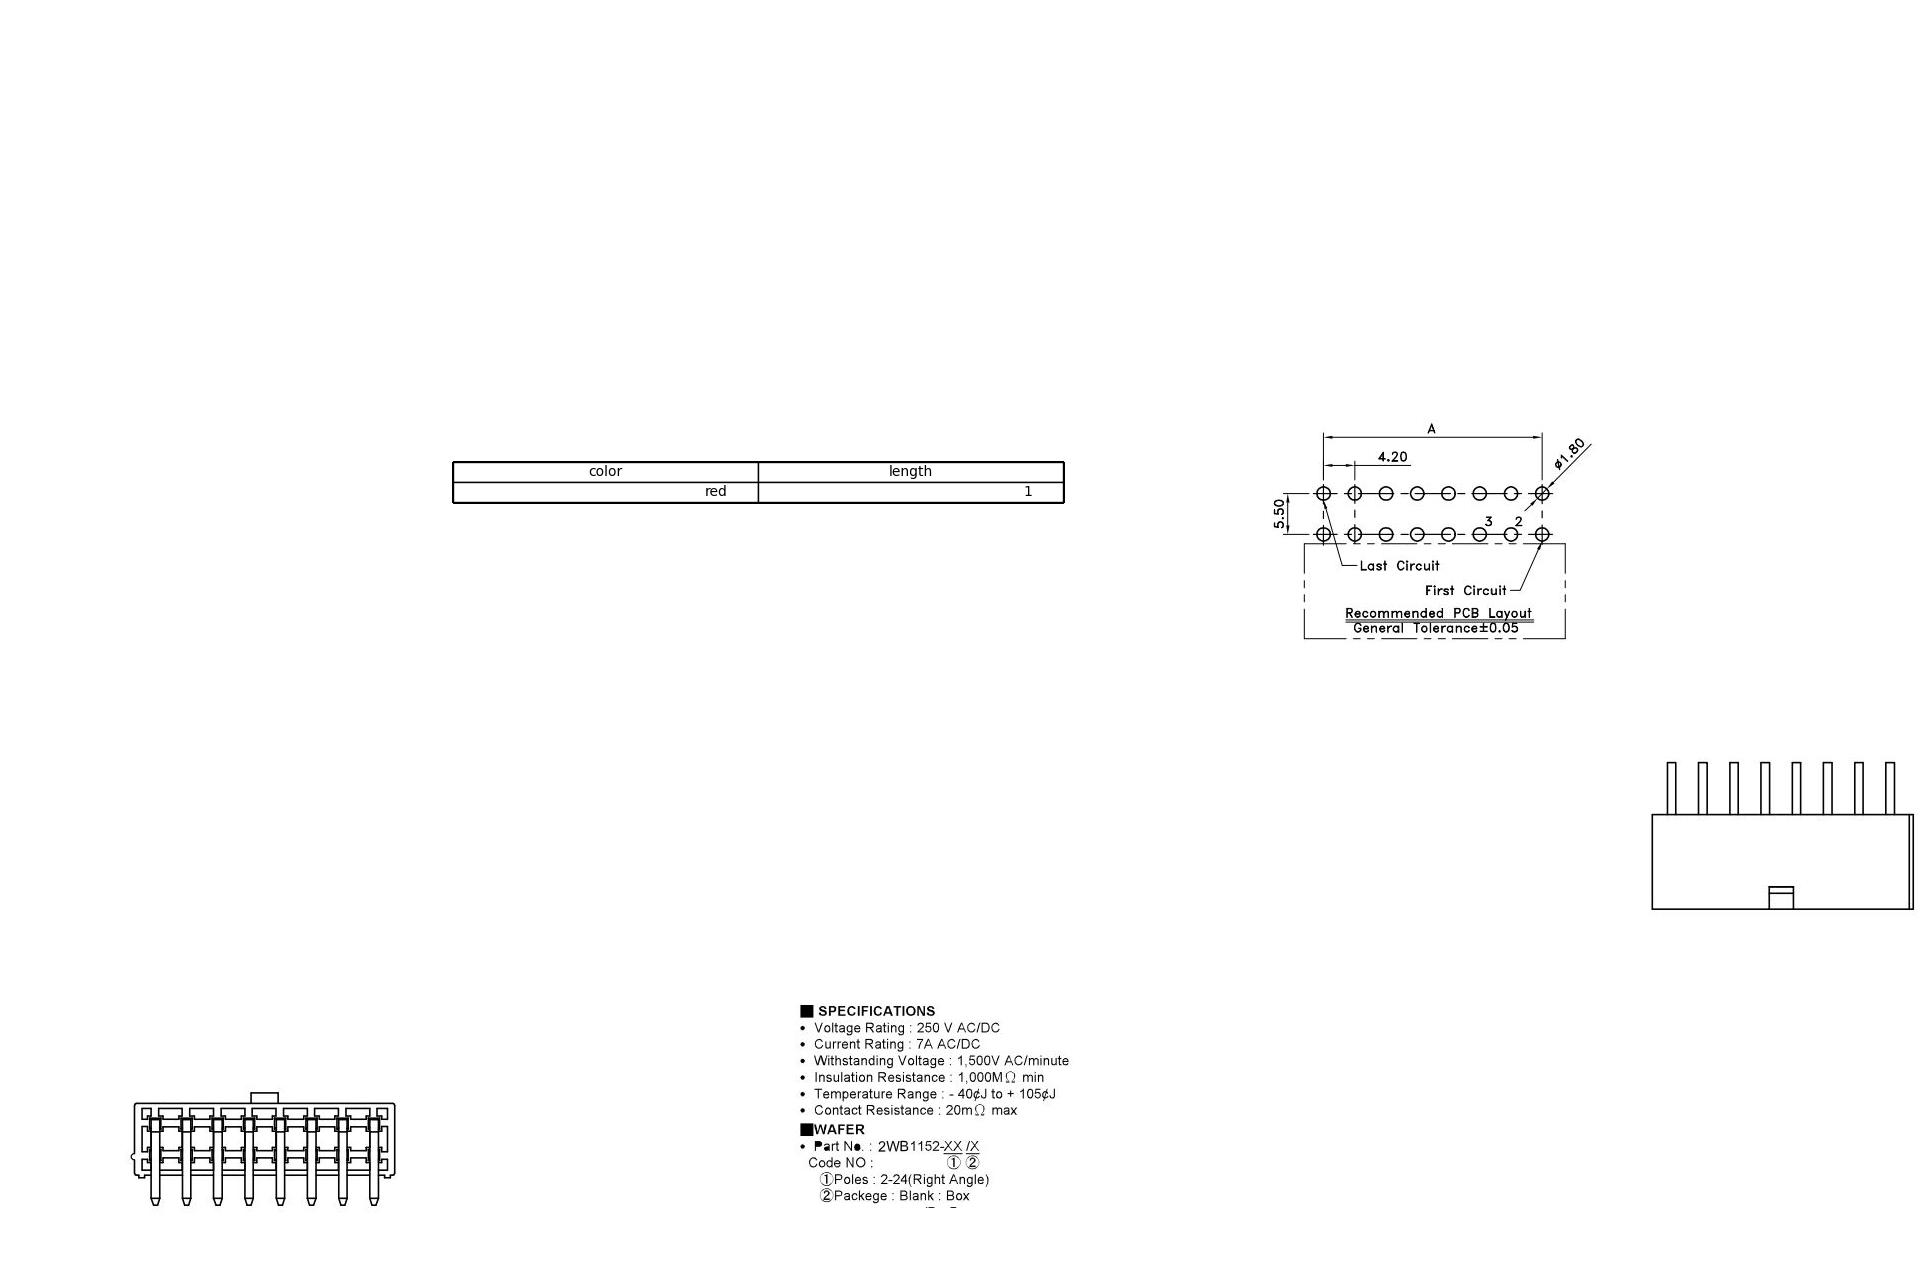 A
4.20
ø1.80
color length
red 1
5.50
3 2
Last Circuit
First Circuit
Recommended PCB Layout
General Tolerance±0.05
■ SPECIFICATIONS
• Voltage Rating : 250 V AC/DC
• Current Rating : 7A AC/DC
• Withstanding Voltage : 1,500V AC/minute
• Insulation Resistance : 1,000MΩ min
• Temperature Range : - 40¢J to + 105¢J
• Contact Resistance : 20mΩ max
■WAFER
• Part No. : 2WB1152-XX /X
Code NO : ① ②
①Poles : 2-24(Right Angle)
②Packege : Blank : Box